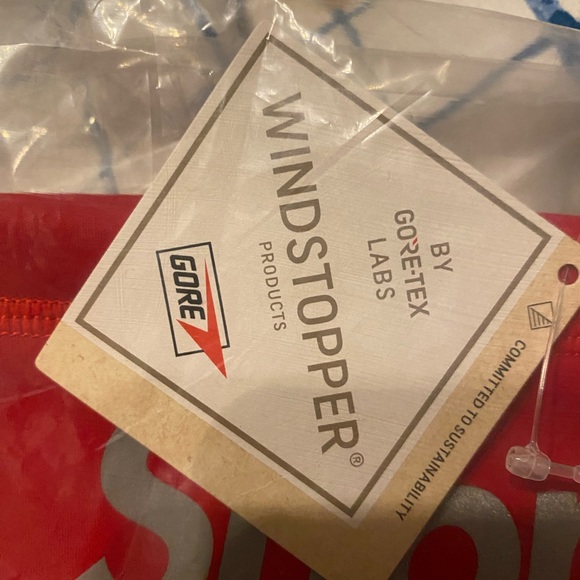 BY
GORE-TEX
LABS
WINDSTOPPER®
PRODUCTS
GORE
COMMITTED TO SUSTAINABILITY